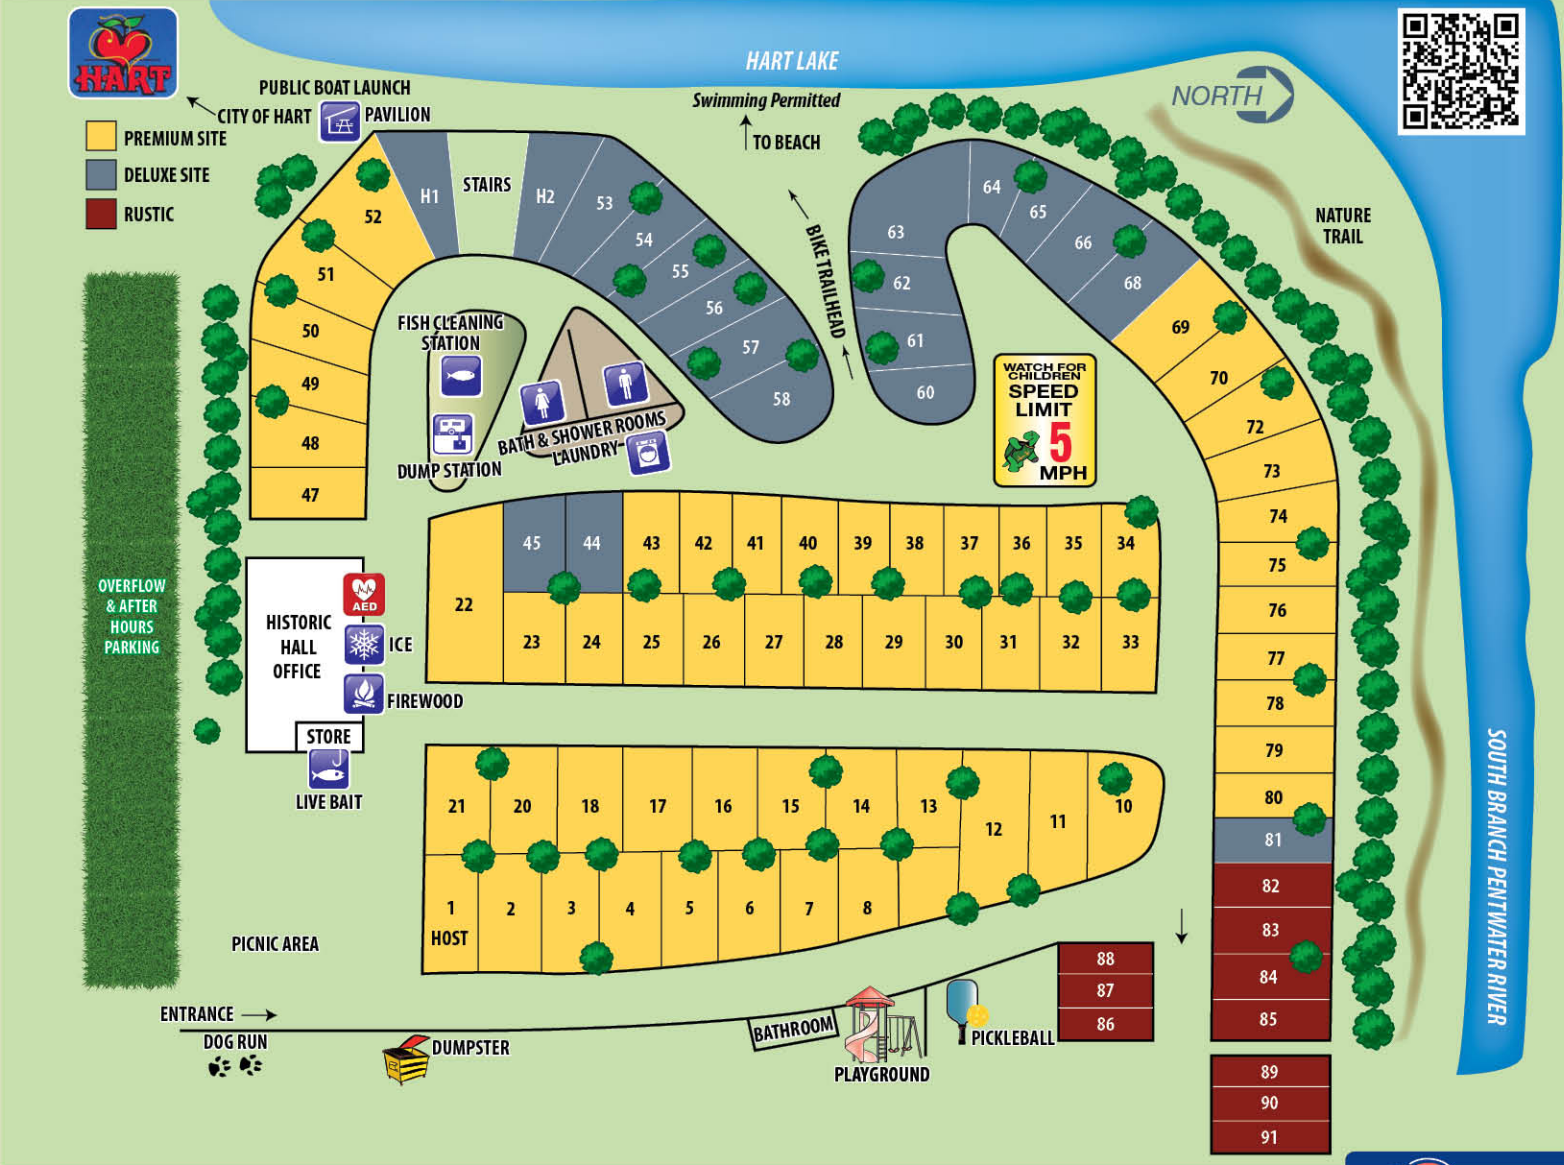 HART
HART LAKE
Swimming Permitted
TO BEACH
NORTH
PUBLIC BOAT LAUNCH
CITY OF HART
PAVILION
PREMIUM SITE
DELUXE SITE
RUSTIC
NATURE
TRAIL
BIKE TRAILHEAD
52
H1
STAIRS
H2
53
54
55
56
57
58
51
50
49
48
47
64
65
66
68
63
62
61
60
69
70
72
73
74
75
76
77
78
79
80
81
82
83
84
85
FISH CLEANING
STATION
DUMP STATION
BATH & SHOWER ROOMS
LAUNDRY
WATCH FOR
CHILDREN
SPEED
LIMIT
5
MPH
OVERFLOW
& AFTER
HOURS
PARKING
HISTORIC
HALL
OFFICE
AED
ICE
FIREWOOD
STORE
LIVE BAIT
22
45
44
43
42
41
40
39
38
37
36
35
34
23
24
25
26
27
28
29
30
31
32
33
21
20
18
17
16
15
14
13
12
11
10
1
HOST
2
3
4
5
6
7
8
PICNIC AREA
ENTRANCE
DOG RUN
DUMPSTER
BATHROOM
PLAYGROUND
PICKLEBALL
88
87
86
89
90
91
SOUTH BRANCH PENTWATER RIVER